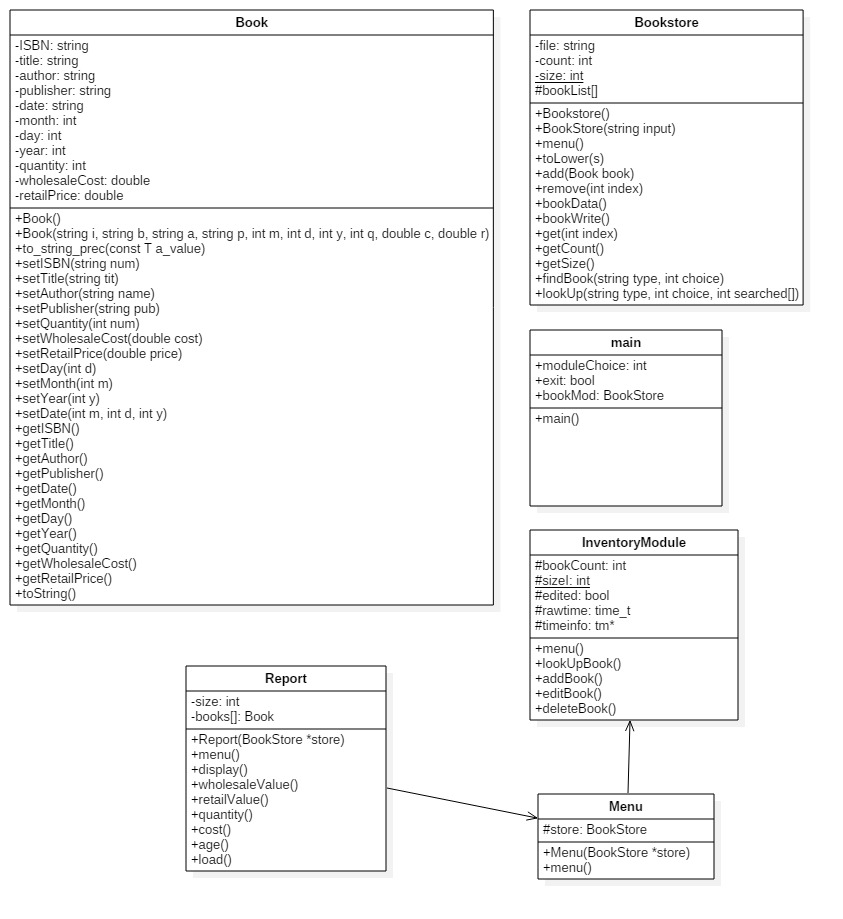 Book
-ISBN: string
-title: string
-author: string
-publisher: string
-date: string
-month: int
-day: int
-year: int
-quantity: int
-wholesaleCost: double
-retailPrice: double
+Book()
+Book(string i, string b, string a, string p, int m, int d, int y, int q, double c, double r)
+to_string_prec(const T a_value)
+setISBN(string num)
+setTitle(string tit)
+setAuthor(string name)
+setPublisher(string pub)
+setQuantity(int num)
+setWholesaleCost(double cost)
+setRetailPrice(double price)
+setDay(int d)
+setMonth(int m)
+setYear(int y)
+setDate(int m, int d, int y)
+getISBN()
+getTitle()
+getAuthor()
+getPublisher()
+getDate()
+getMonth()
+getDay()
+getYear()
+getQuantity()
+getWholesaleCost()
+getRetailPrice()
+toString()
Bookstore
-file: string
-count: int
-size: int
#bookList[]
+Bookstore()
+BookStore(string input)
+menu()
+toLower(s)
+add(Book book)
+remove(int index)
+bookData()
+bookWrite()
+get(int index)
+getCount()
+getSize()
+findBook(string type, int choice)
+lookUp(string type, int choice, int searched[])
main
+moduleChoice: int
+exit: bool
+bookMod: BookStore
+main()
InventoryModule
#bookCount: int
#sizeI: int
#edited: bool
#rawtime: time_t
#timeinfo: tm*
+menu()
+lookUpBook()
+addBook()
+editBook()
+deleteBook()
Report
-size: int
-books[]: Book
+Report(BookStore *store)
+menu()
+display()
+wholesaleValue()
+retailValue()
+quantity()
+cost()
+age()
+load()
Menu
#store: BookStore
+Menu(BookStore *store)
+menu()